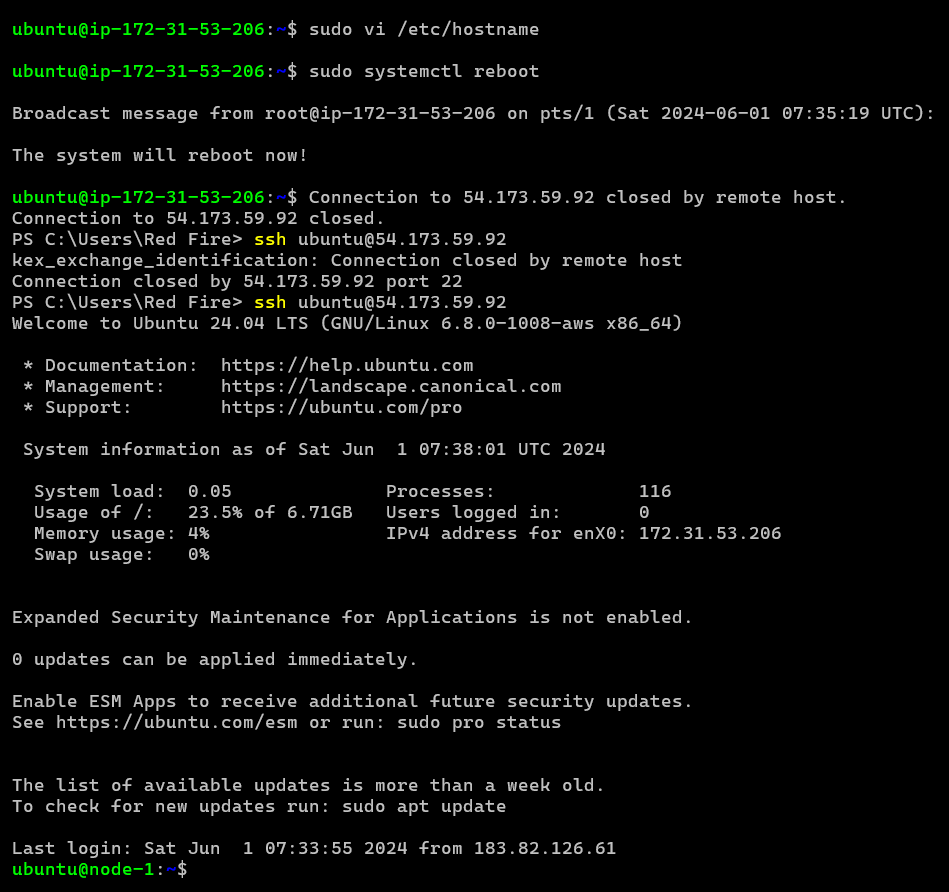 ubuntu@ip-172-31-53-206:~$ sudo vi /etc/hostname
ubuntu@ip-172-31-53-206:~$ sudo systemctl reboot
Broadcast message from root@ip-172-31-53-206 on pts/1 (Sat 2024-06-01 07:35:19 UTC):
The system will reboot now!
ubuntu@ip-172-31-53-206:~$ Connection to 54.173.59.92 closed by remote host.
Connection to 54.173.59.92 closed.
PS C:\Users\Red Fire> ssh ubuntu@54.173.59.92
kex_exchange_identification: Connection closed by remote host
Connection closed by 54.173.59.92 port 22
PS C:\Users\Red Fire> ssh ubuntu@54.173.59.92
Welcome to Ubuntu 24.04 LTS (GNU/Linux 6.8.0-1008-aws x86_64)
* Documentation:  https://help.ubuntu.com
* Management:     https://landscape.canonical.com
* Support:        https://ubuntu.com/pro
System information as of Sat Jun  1 07:38:01 UTC 2024
System load:  0.05              Processes:             116
Usage of /:   23.5% of 6.71GB   Users logged in:       0
Memory usage: 4%                IPv4 address for enX0: 172.31.53.206
Swap usage:   0%
Expanded Security Maintenance for Applications is not enabled.
0 updates can be applied immediately.
Enable ESM Apps to receive additional future security updates.
See https://ubuntu.com/esm or run: sudo pro status
The list of available updates is more than a week old.
To check for new updates run: sudo apt update
Last login: Sat Jun  1 07:33:55 2024 from 183.82.126.61
ubuntu@node-1:~$